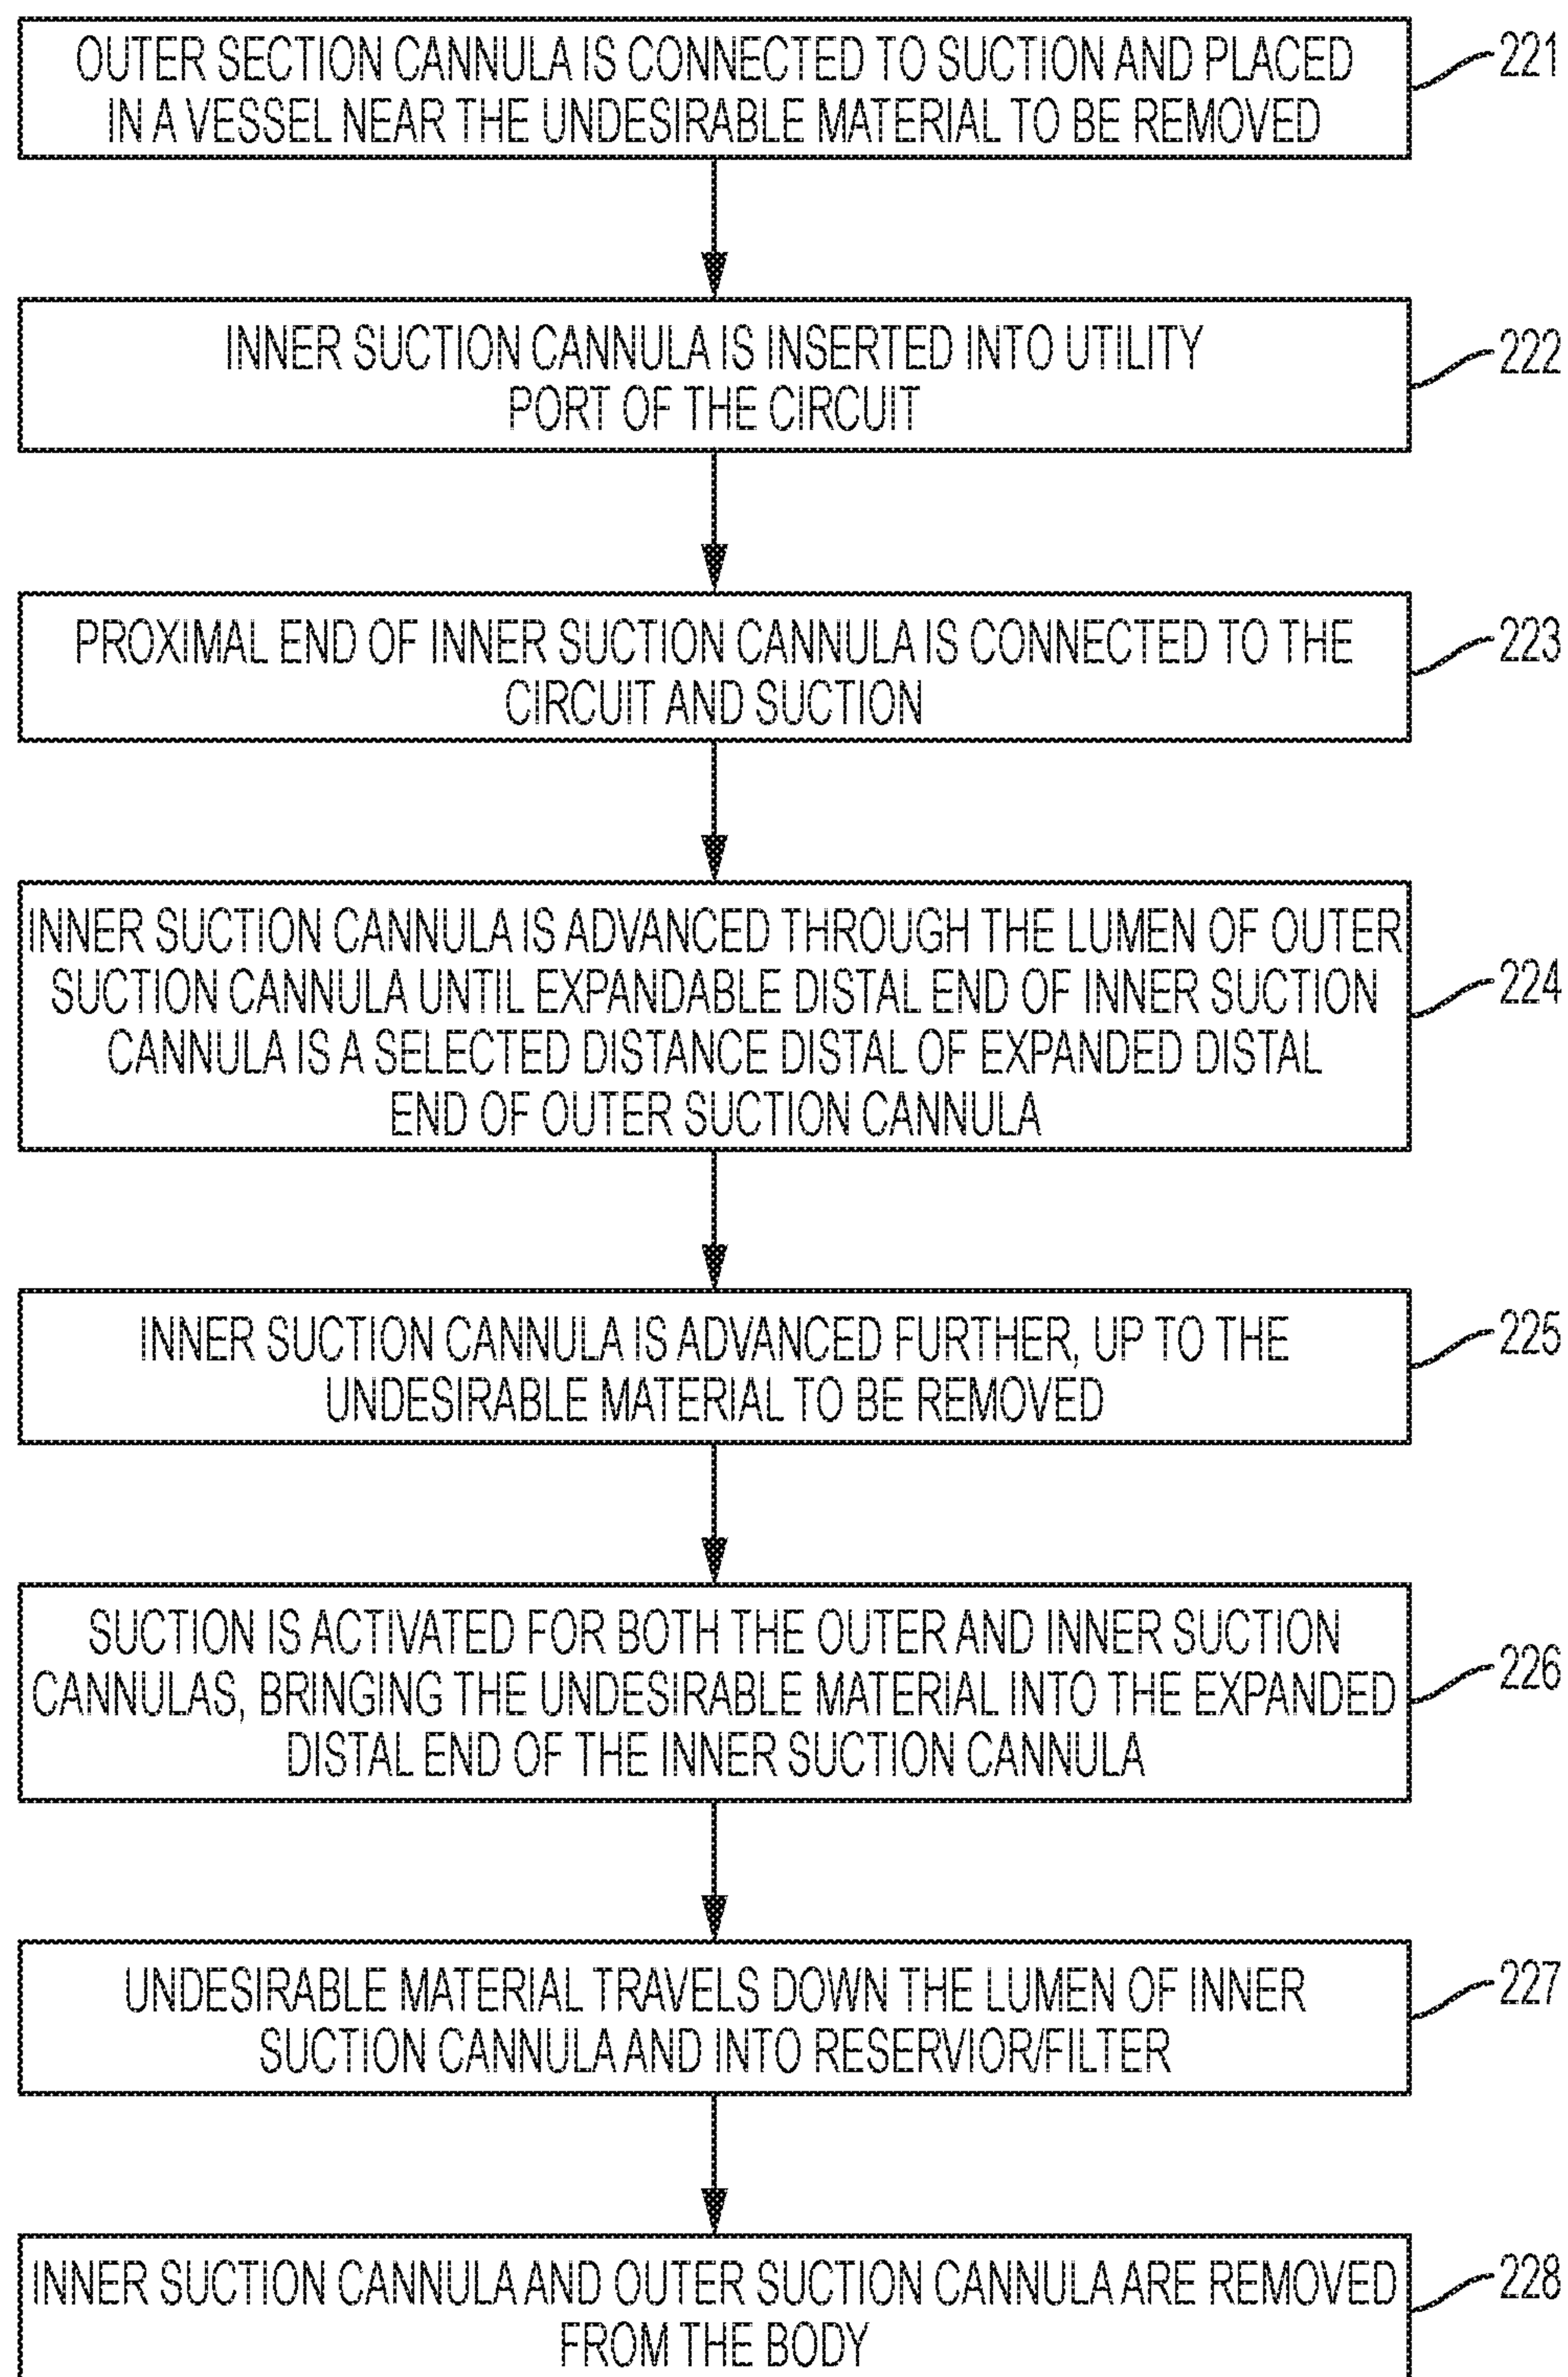 OUTER SECTION CANNULA IS CONNECTED TO SUCTION AND PLACED
IN A VESSEL NEAR THE UNDESIRABLE MATERIAL TO BE REMOVED
221
INNER SUCTION CANNULA IS INSERTED INTO UTILITY
PORT OF THE CIRCUIT
222
PROXIMAL END OF INNER SUCTION CANNULA IS CONNECTED TO THE
CIRCUIT AND SUCTION
223
INNER SUCTION CANNULA IS ADVANCED THROUGH THE LUMEN OF OUTER
SUCTION CANNULA UNTIL EXPANDABLE DISTAL END OF INNER SUCTION
CANNULA IS A SELECTED DISTANCE DISTAL OF EXPANDED DISTAL
END OF OUTER SUCTION CANNULA
224
INNER SUCTION CANNULA IS ADVANCED FURTHER, UP TO THE
UNDESIRABLE MATERIAL TO BE REMOVED
225
SUCTION IS ACTIVATED FOR BOTH THE OUTER AND INNER SUCTION
CANNULAS, BRINGING THE UNDESIRABLE MATERIAL INTO THE EXPANDED
DISTAL END OF THE INNER SUCTION CANNULA
226
UNDESIRABLE MATERIAL TRAVELS DOWN THE LUMEN OF INNER
SUCTION CANNULA AND INTO RESERVIOR/FILTER
227
INNER SUCTION CANNULA AND OUTER SUCTION CANNULA ARE REMOVED
FROM THE BODY
228